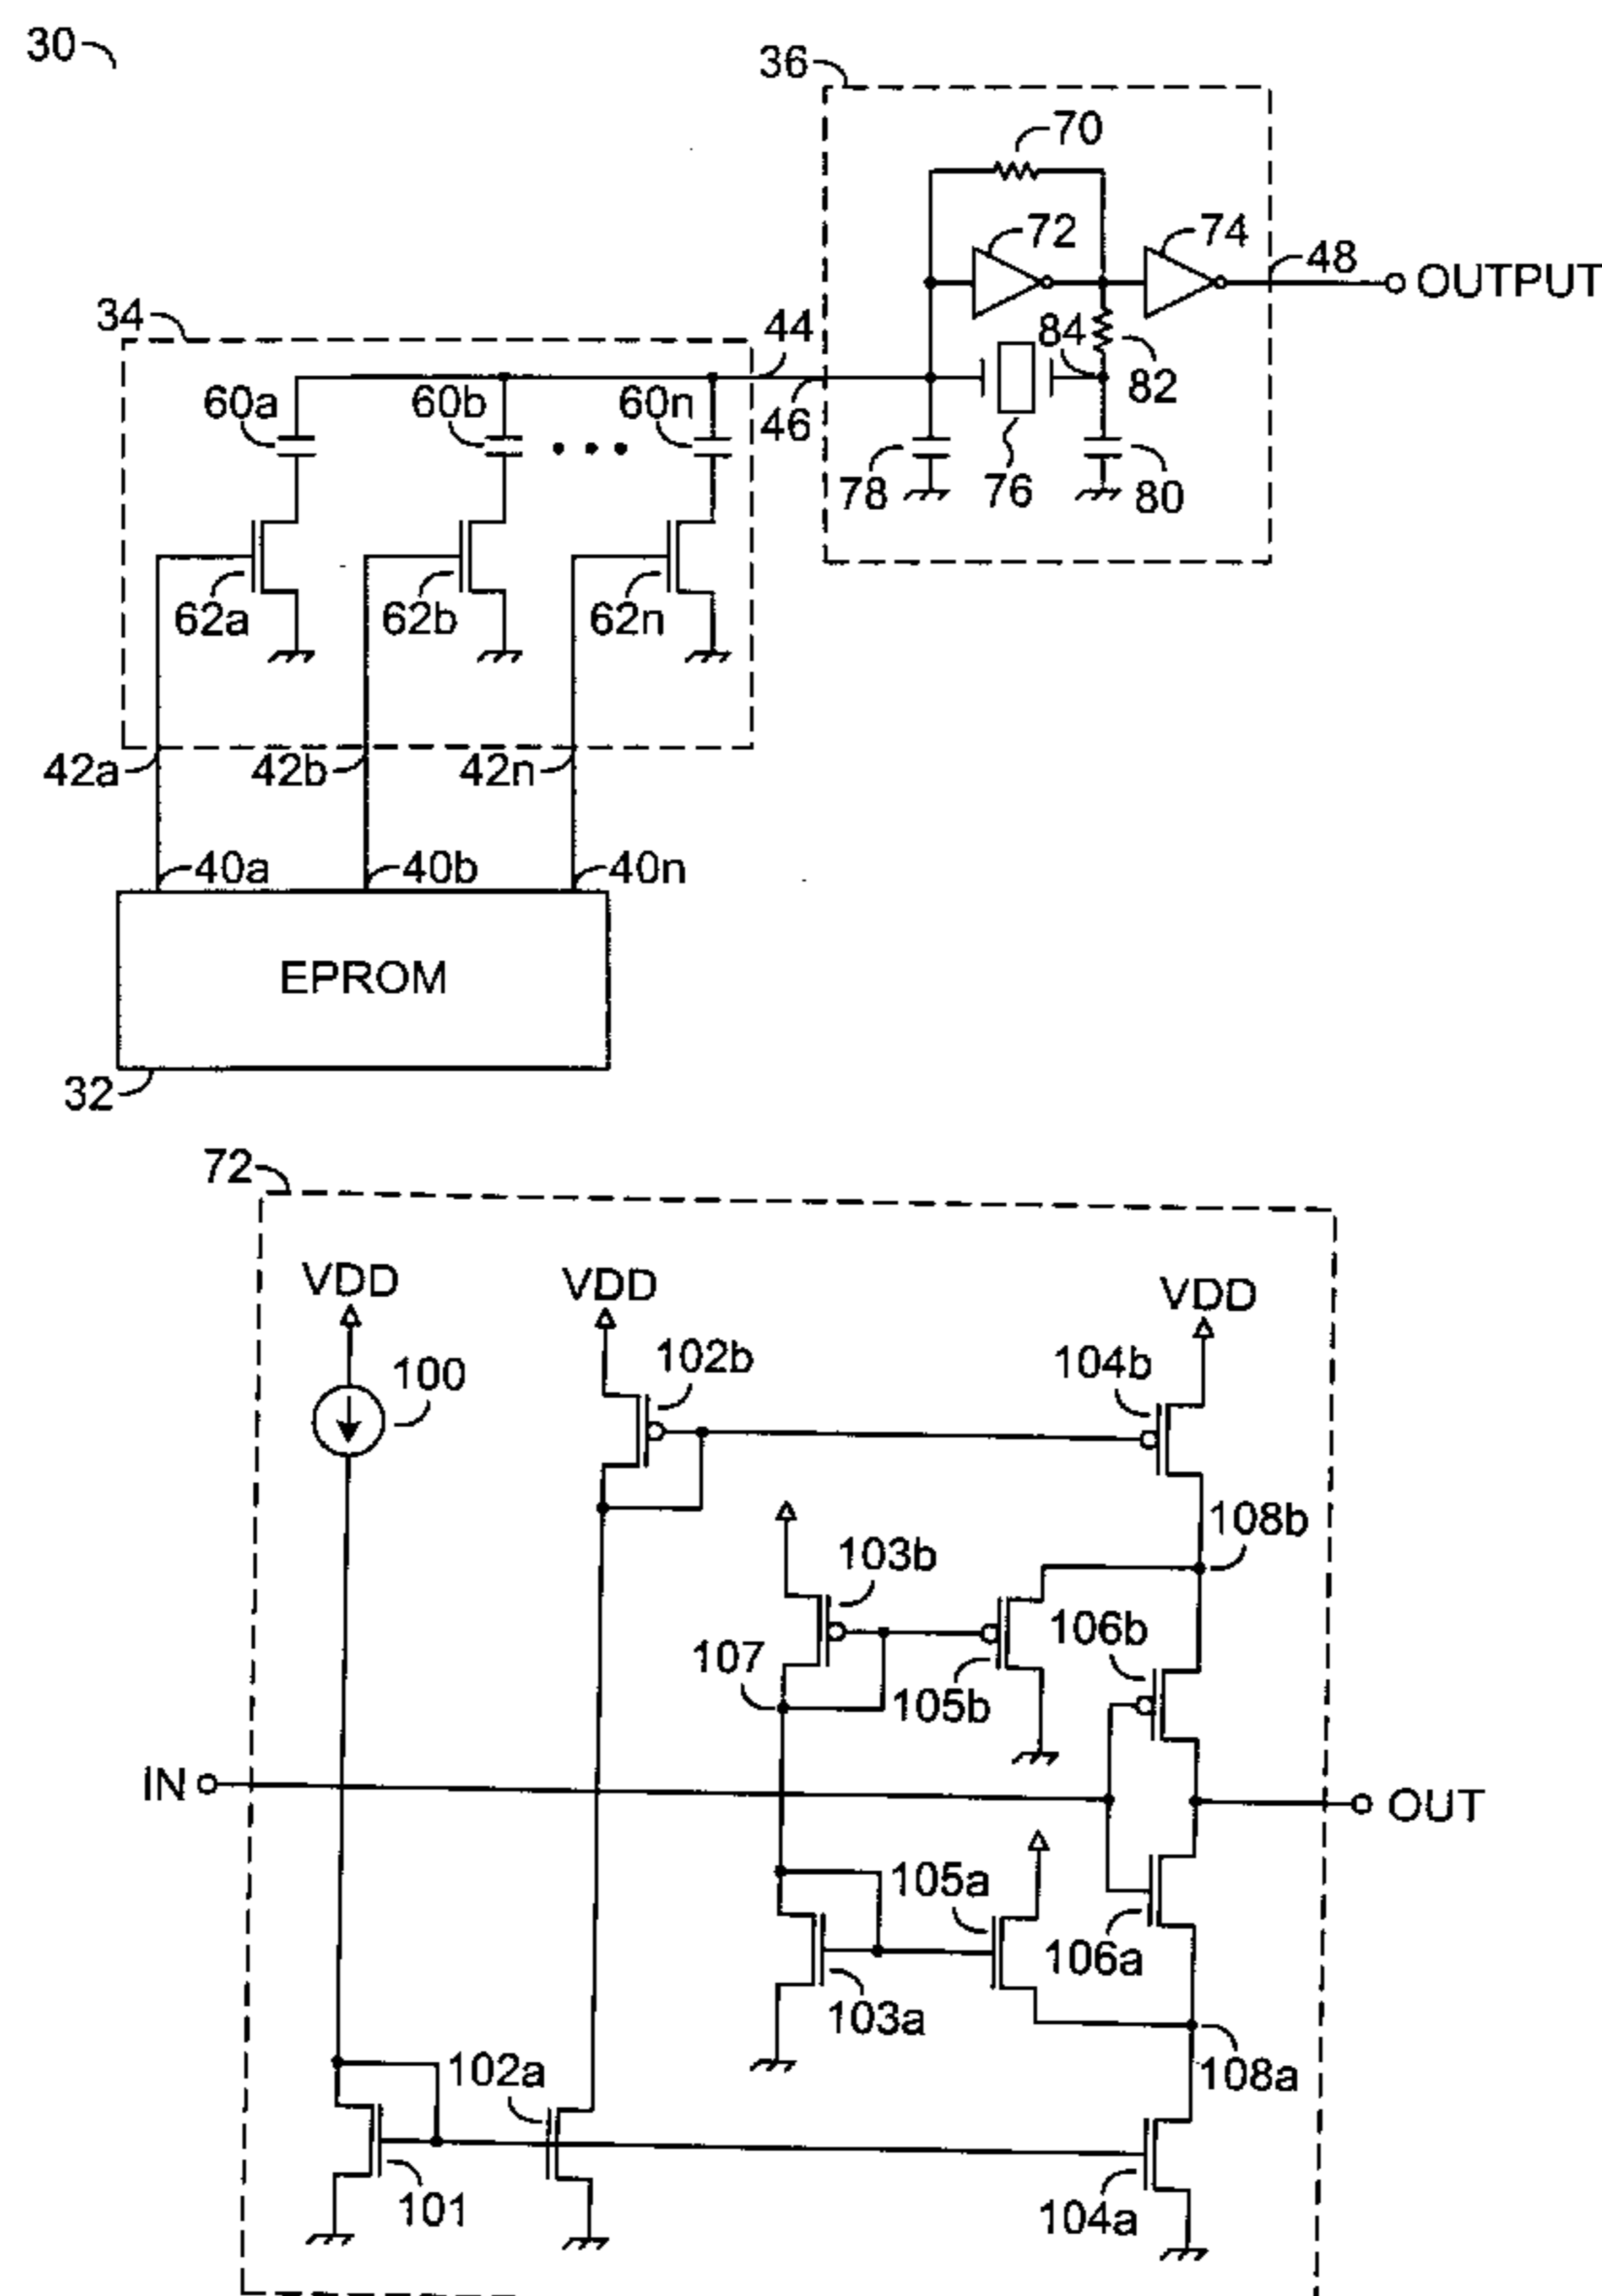 30
36
70
72
74
48
OUTPUT
34
44
84
82
60a
60b
60n
46
78
76
80
62a
62b
62n
42a
42b
42n
40a
40b
40n
EPROM
32
72
VDD
VDD
VDD
102b
104b
100
108b
103b
106b
107
105b
IN
OUT
105a
106a
103a
102a
108a
101
104a